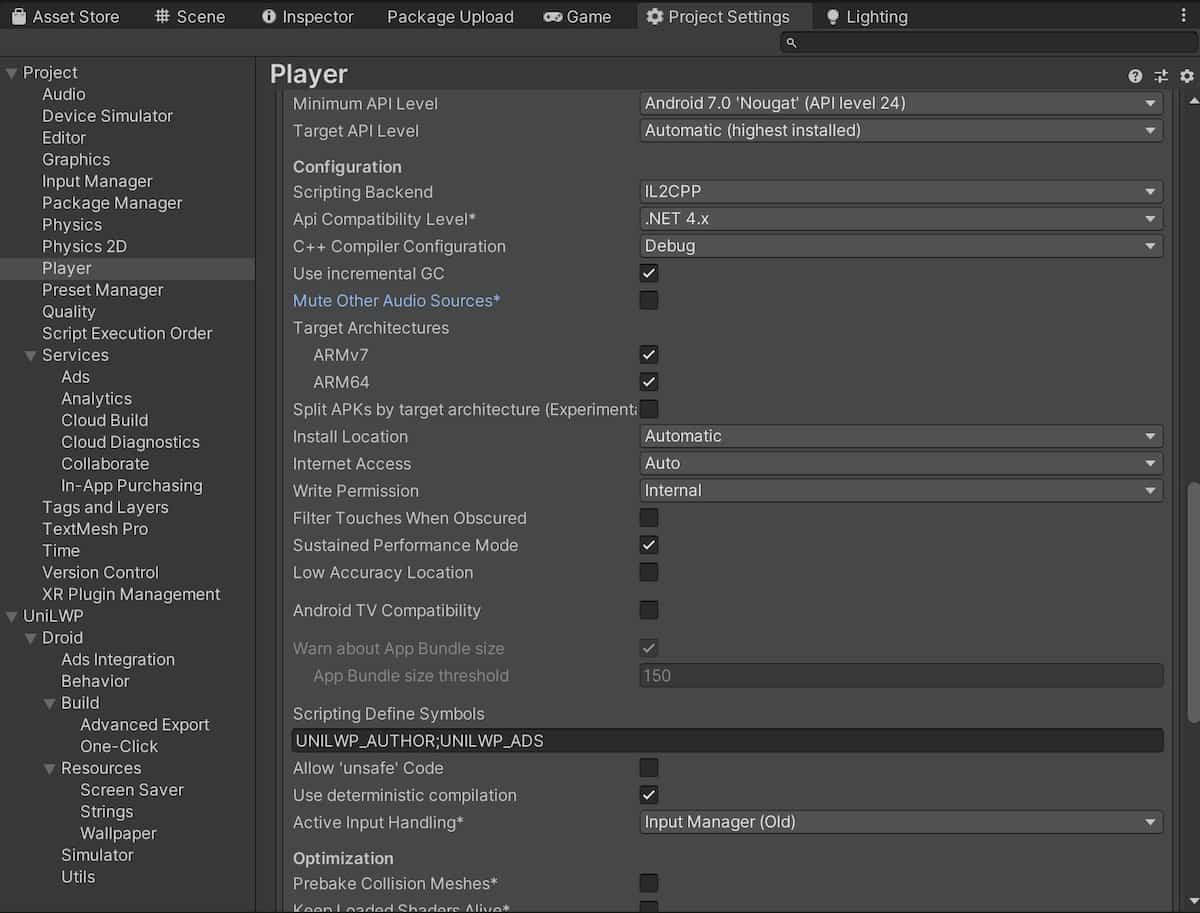 Asset Store Scene Inspector Package Upload Game Project Settings Lighting
Project
Audio
Device Simulator
Editor
Graphics
Input Manager
Package Manager
Physics
Physics 2D
Player
Preset Manager
Quality
Script Execution Order
Services
Ads
Analytics
Cloud Build
Cloud Diagnostics
Collaborate
In-App Purchasing
Tags and Layers
TextMesh Pro
Time
Version Control
XR Plugin Management
UniLWP
Droid
Ads Integration
Behavior
Build
Advanced Export
One-Click
Resources
Screen Saver
Strings
Wallpaper
Simulator
Utils
Player
Minimum API Level Android 7.0 'Nougat' (API level 24)
Target API Level Automatic (highest installed)
Configuration
Scripting Backend IL2CPP
Api Compatibility Level* .NET 4.x
C++ Compiler Configuration Debug
Use incremental GC
Mute Other Audio Sources*
Target Architectures
ARMv7
ARM64
Split APKs by target architecture (Experimenta
Install Location Automatic
Internet Access Auto
Write Permission Internal
Filter Touches When Obscured
Sustained Performance Mode
Low Accuracy Location
Android TV Compatibility
Warn about App Bundle size
App Bundle size threshold 150
Scripting Define Symbols
UNILWP_AUTHOR;UNILWP_ADS
Allow 'unsafe' Code
Use deterministic compilation
Active Input Handling* Input Manager (Old)
Optimization
Prebake Collision Meshes*
Keep Loaded Shaders Alive*